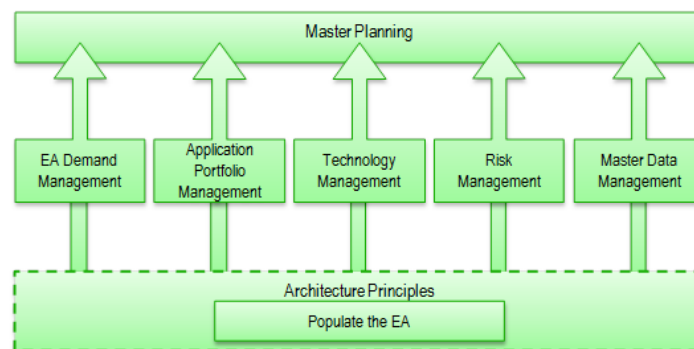 Master Planning
EA Demand
Management
Application
Portfolio
Management
Technology
Management
Risk
Management
Master Data
Management
Architecture Principles
Populate the EA